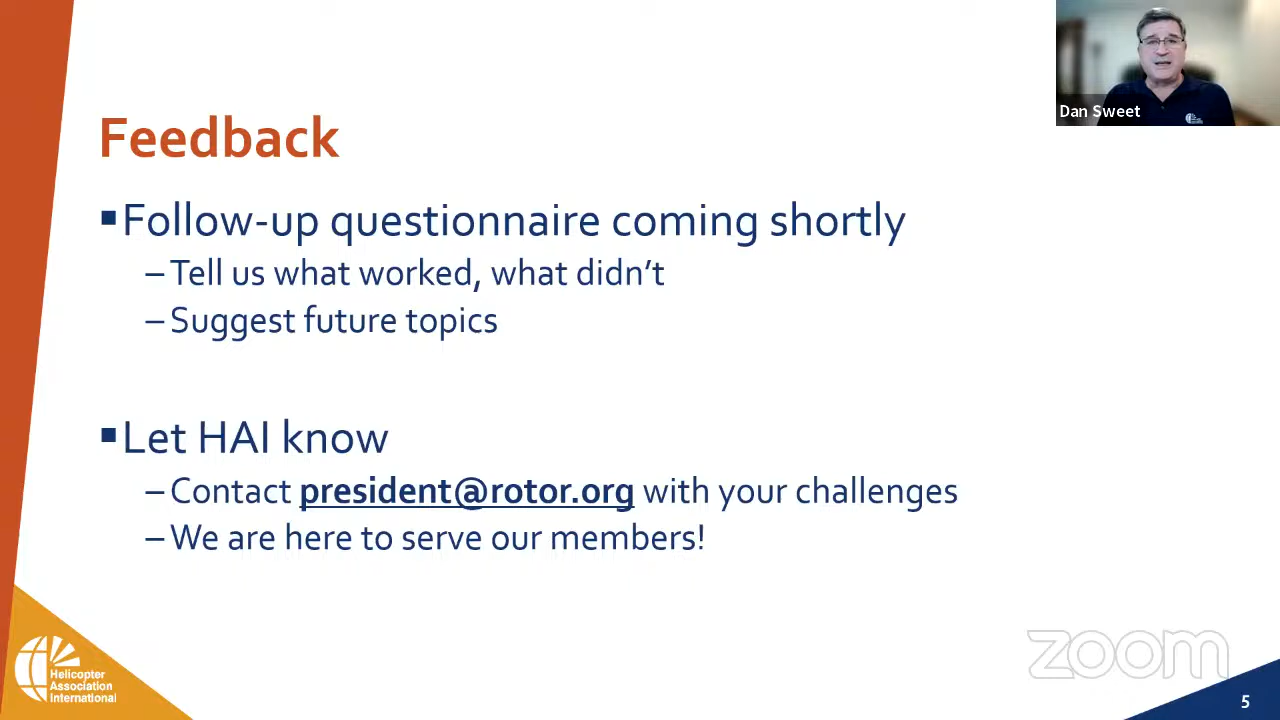 Dan Sweet
Feedback
▪Follow-up questionnaire coming shortly
–Tell us what worked, what didn’t
–Suggest future topics
▪Let HAI know
–Contact president@rotor.org with your challenges
–We are here to serve our members!
Helicopter
Association
International
zoom
5